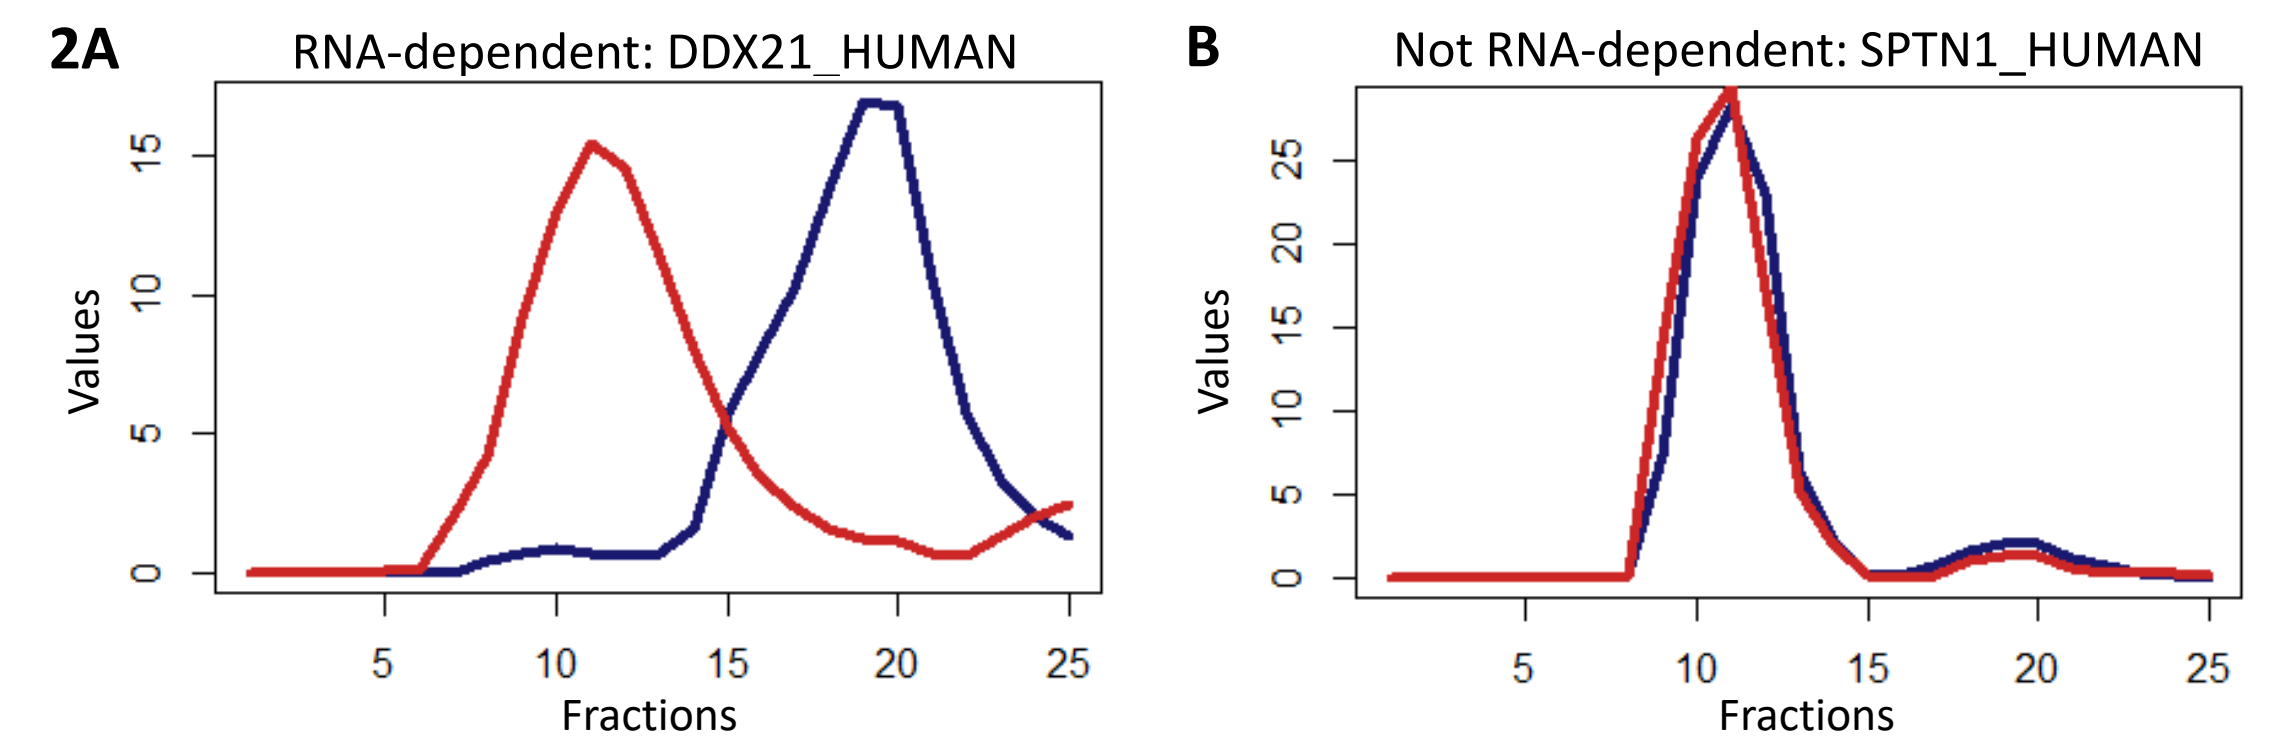 2A
RNA-dependent: DDX21_HUMAN
Values
15
10
5
0
5 10 15 20 25
Fractions
B
Not RNA-dependent: SPTN1_HUMAN
Values
25
20
15
10
5
0
5 10 15 20 25
Fractions